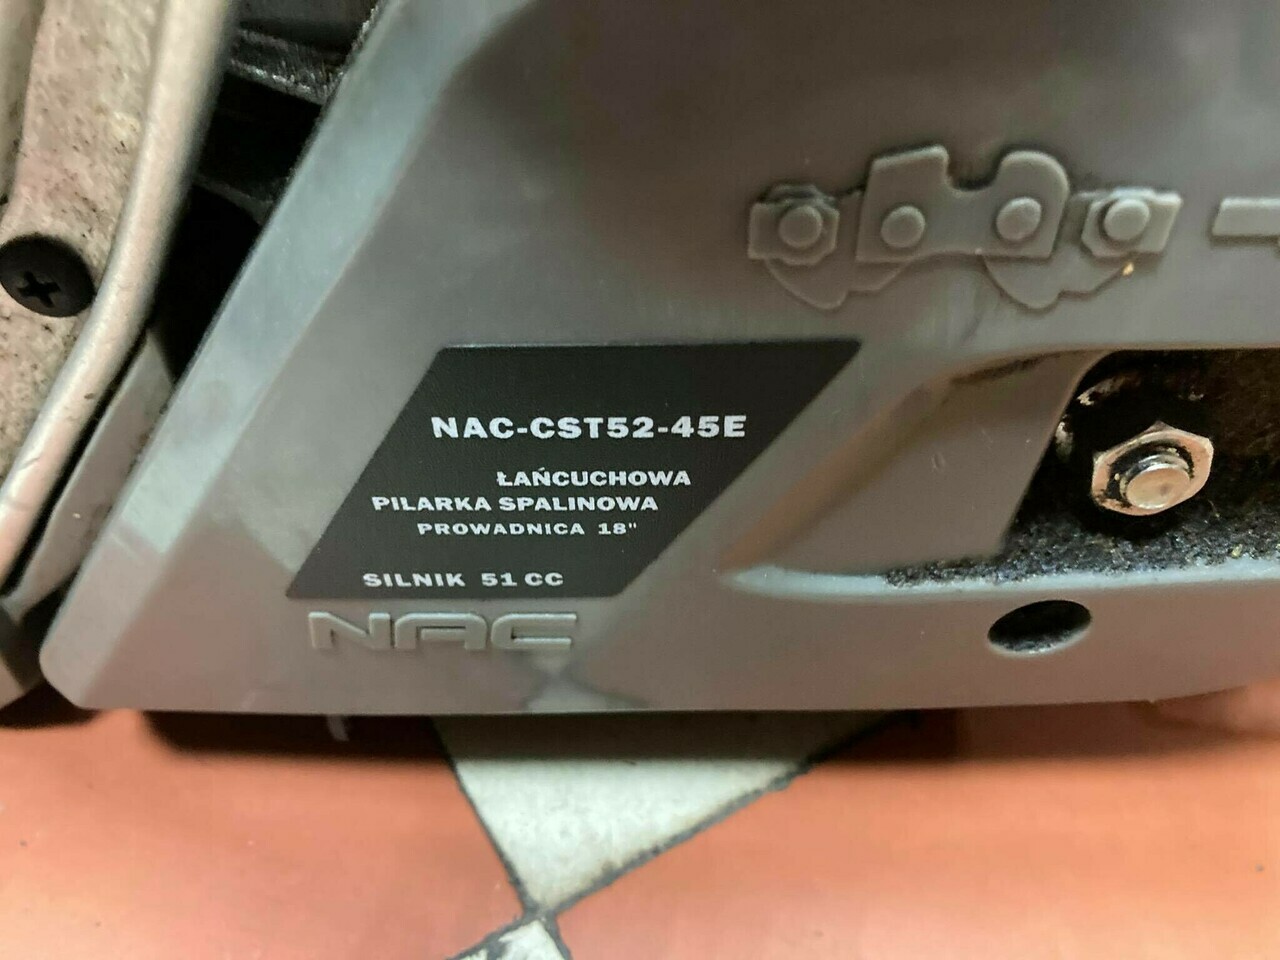 NAC-CST52-45E
ŁAŃCUCHOWA
PILARKA SPALINOWA
PROWADNICA 18"
SILNIK 51 CC
NAC